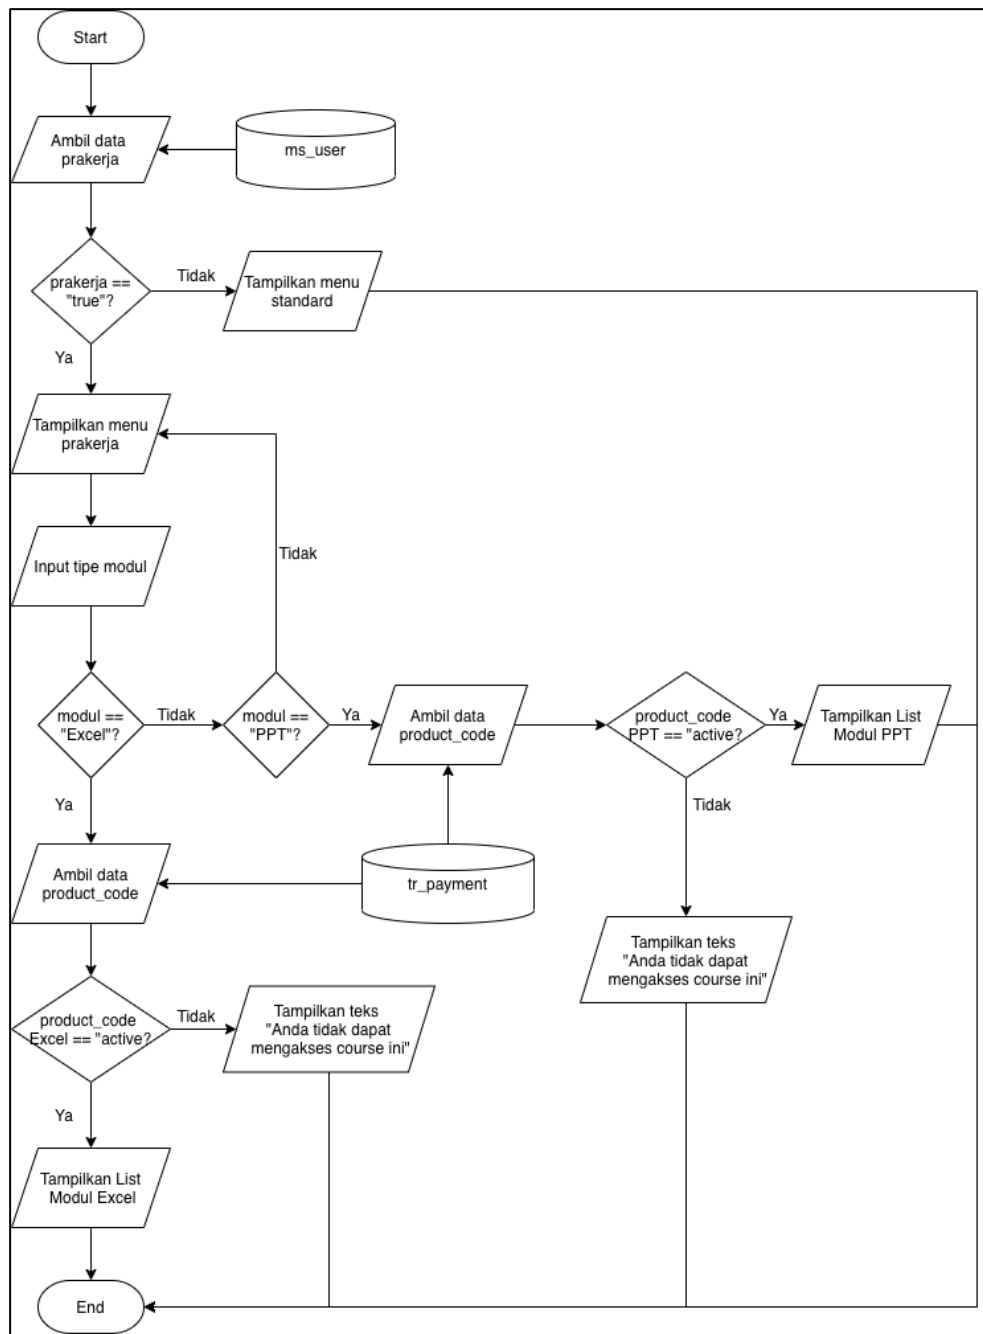 Start
Ambil data
prakerja
ms_user
prakerja ==
"true"?
Tidak
Tampilkan menu
standard
Ya
Tampilkan menu
prakerja
Input tipe modul
Tidak
modul ==
"Excel"?
Tidak
modul ==
"PPT"?
Ya
Ambil data
product_code
product_code
PPT == "active?
Ya
Tampilkan List
Modul PPT
Ya
Tidak
Ambil data
product_code
tr_payment
Tampilkan teks
"Anda tidak dapat
mengakses course ini"
product_code
Excel == "active?
Tidak
Tampilkan teks
"Anda tidak dapat
mengakses course ini"
Ya
Tampilkan List
Modul Excel
End